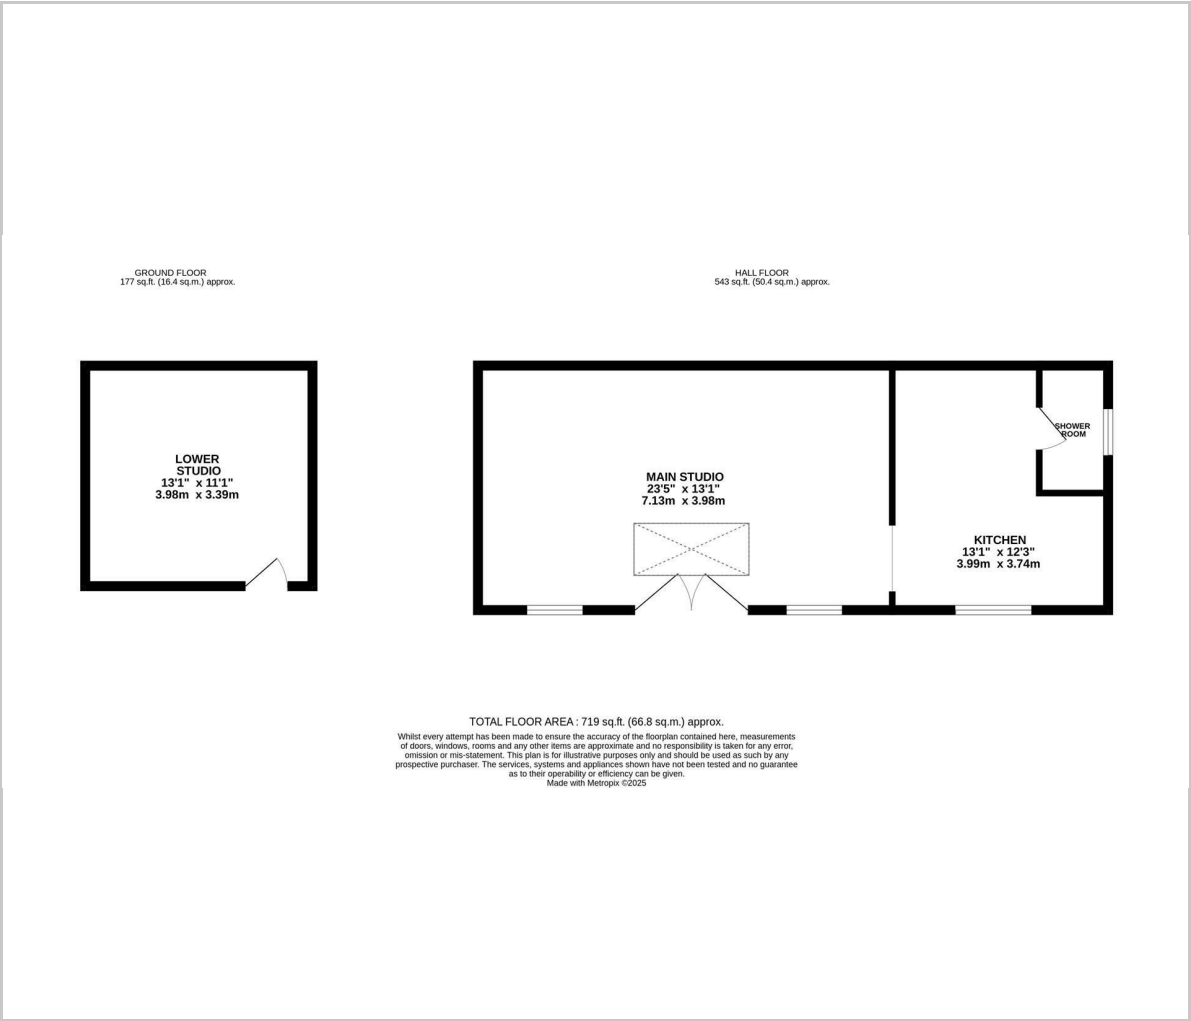 GROUND FLOOR
177 sq.ft. (16.4 sq.m.) approx.
HALL FLOOR
543 sq.ft. (50.4 sq.m.) approx.
LOWER
STUDIO
13'1" x 11'1"
3.98m x 3.39m
MAIN STUDIO
23'5" x 13'1"
7.13m x 3.98m
SHOWER
ROOM
KITCHEN
13'1" x 12'3"
3.99m x 3.74m
TOTAL FLOOR AREA : 719 sq.ft. (66.8 sq.m.) approx.
Whilst every attempt has been made to ensure the accuracy of the floorplan contained here, measurements
of doors, windows, rooms and any other items are approximate and no responsibility is taken for any error,
omission or mis-statement. This plan is for illustrative purposes only and should be used as such by any
prospective purchaser. The services, systems and appliances shown have not been tested and no guarantee
as to their operability or efficiency can be given.
Made with Metropix ©2025